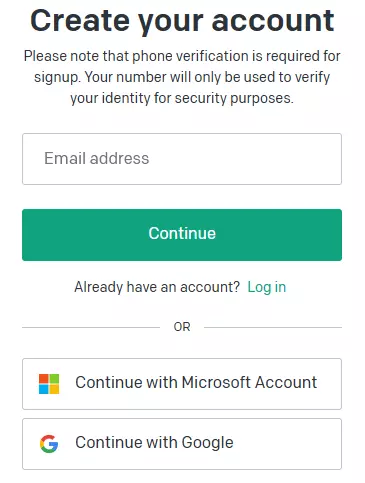 Create your account
Please note that phone verification is required for
signup. Your number will only be used to verify
your identity for security purposes.
Email address
Continue
Already have an account? Log in
OR
Continue with Microsoft Account
Continue with Google